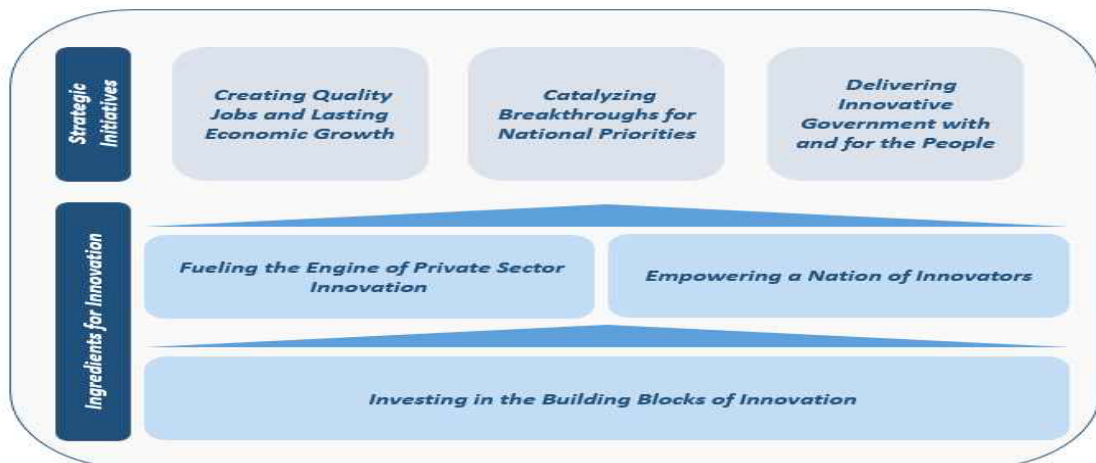 Strategic
Initiatives
Creating Quality
Jobs and Lasting
Economic Growth
Catalyzing
Breakthroughs for
National Priorities
Delivering
Innovative
Government with
and for the People
Ingredients for Innovation
Fueling the Engine of Private Sector
Innovation
Empowering a Nation of Innovators
Investing in the Building Blocks of Innovation